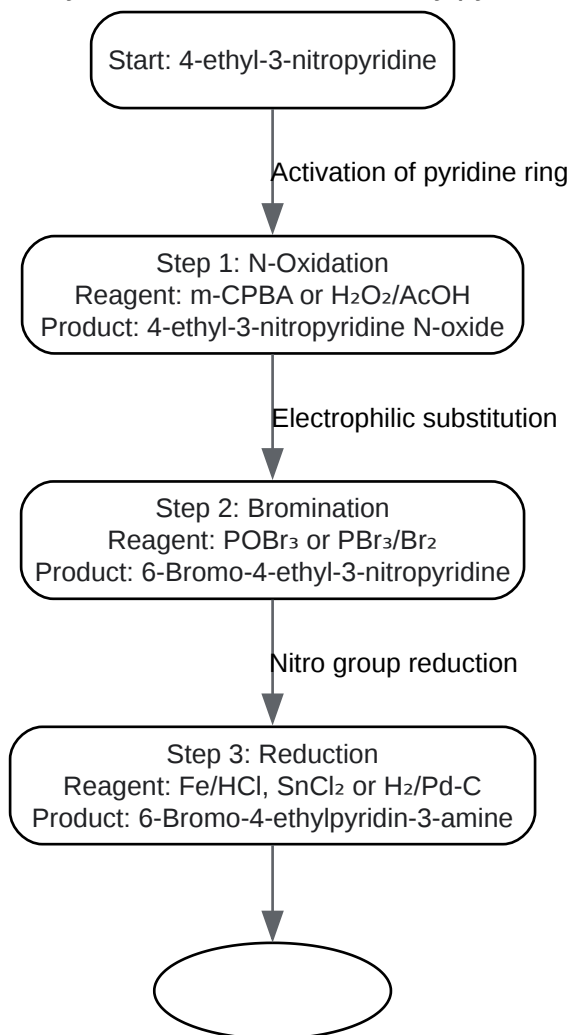 Start: 4-ethyl-3-nitropyridine
Activation of pyridine ring
Step 1: N-Oxidation
Reagent: m-CPBA or H₂O₂/AcOH
Product: 4-ethyl-3-nitropyridine N-oxide
Electrophilic substitution
Step 2: Bromination
Reagent: POBr₃ or PBr₃/Br₂
Product: 6-Bromo-4-ethyl-3-nitropyridine
Nitro group reduction
Step 3: Reduction
Reagent: Fe/HCl, SnCl₂ or H₂/Pd-C
Product: 6-Bromo-4-ethylpyridin-3-amine